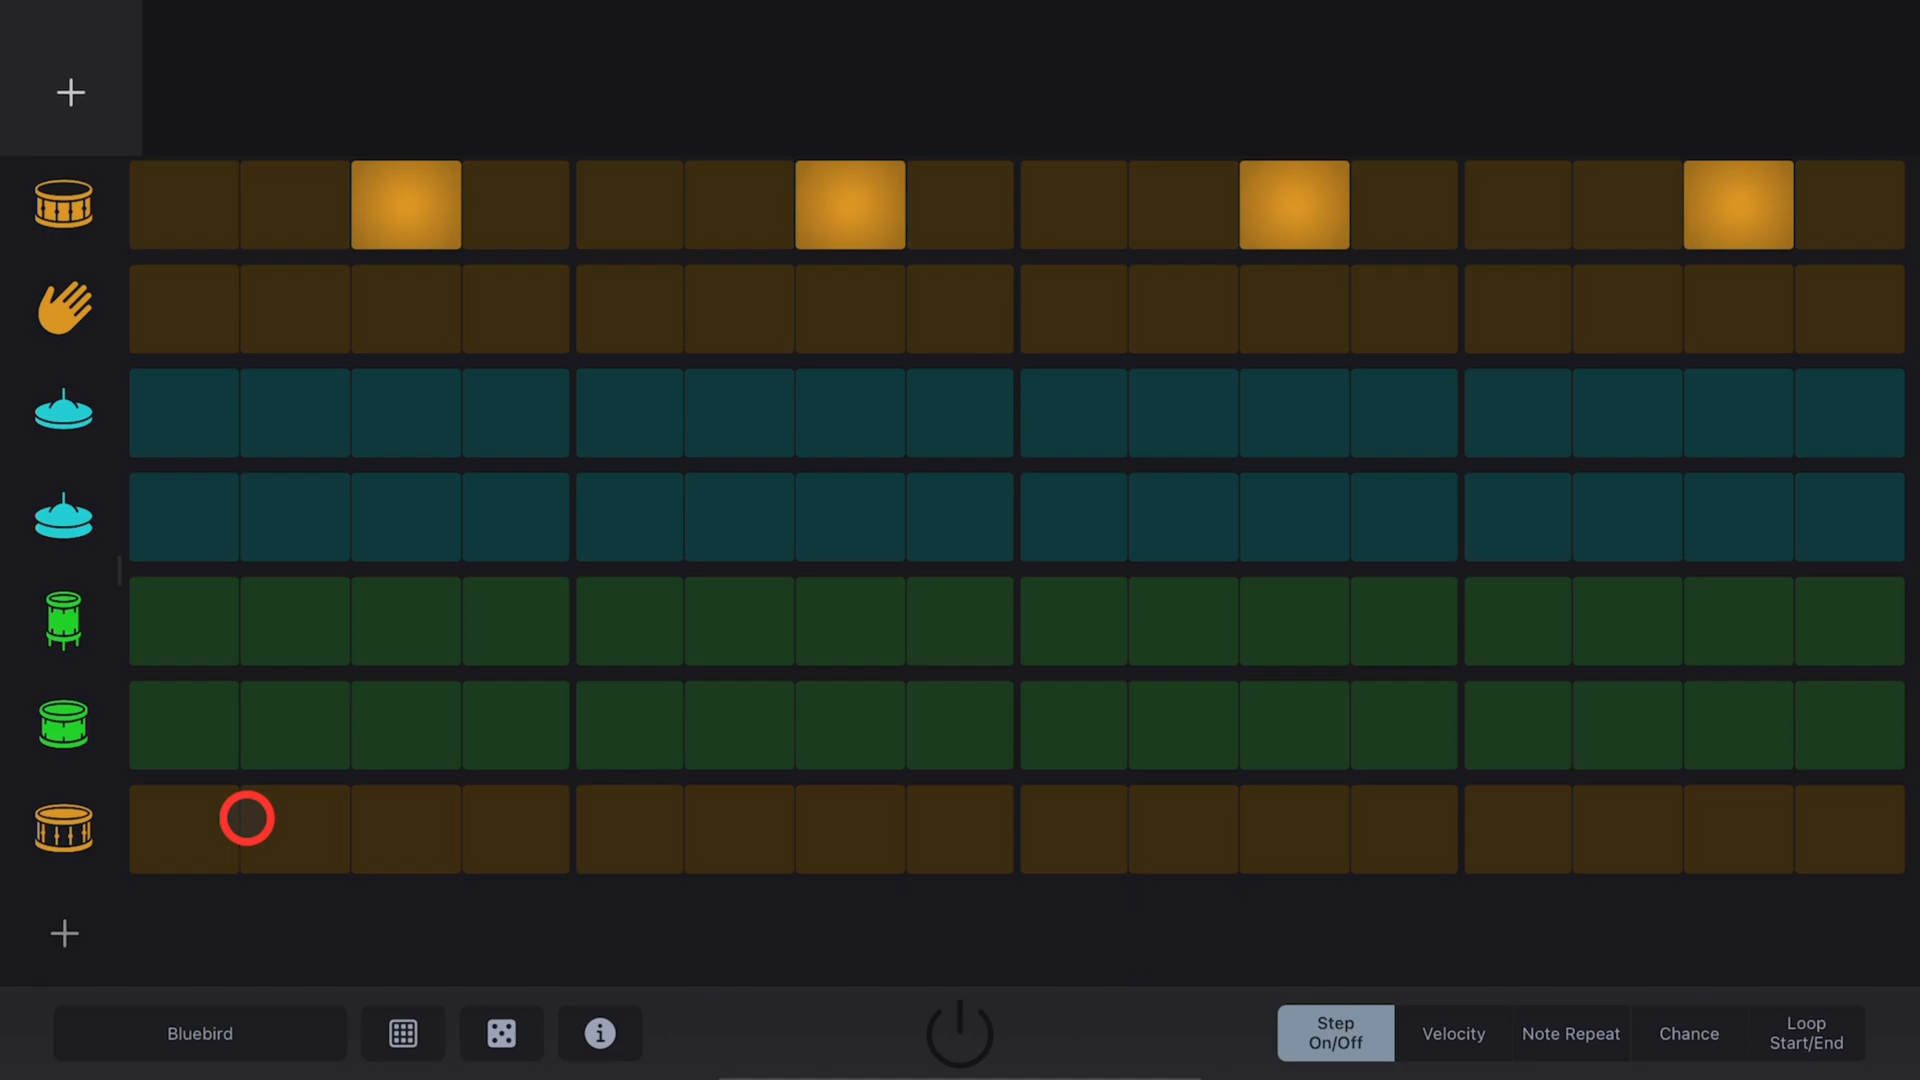 Bluebird
Step
On/Off
Velocity
Note Repeat
Chance
Loop
Start/End